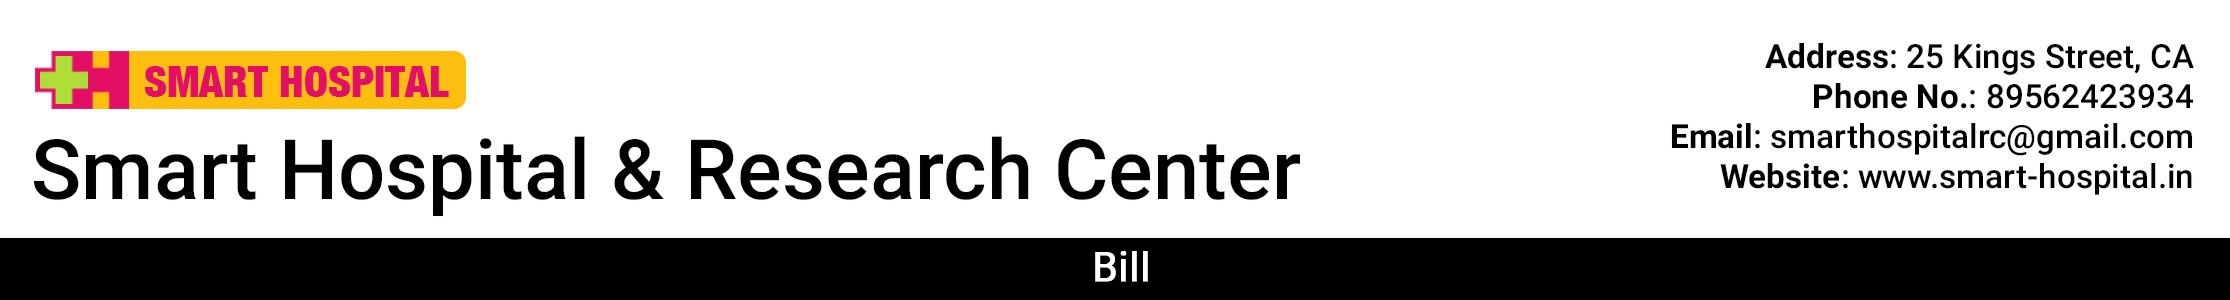 SMART HOSPITAL
Smart Hospital & Research Center
Address: 25 Kings Street, CA
Phone No.: 89562423934
Email: smarthospitalrc@gmail.com
Website: www.smart-hospital.in
Bill